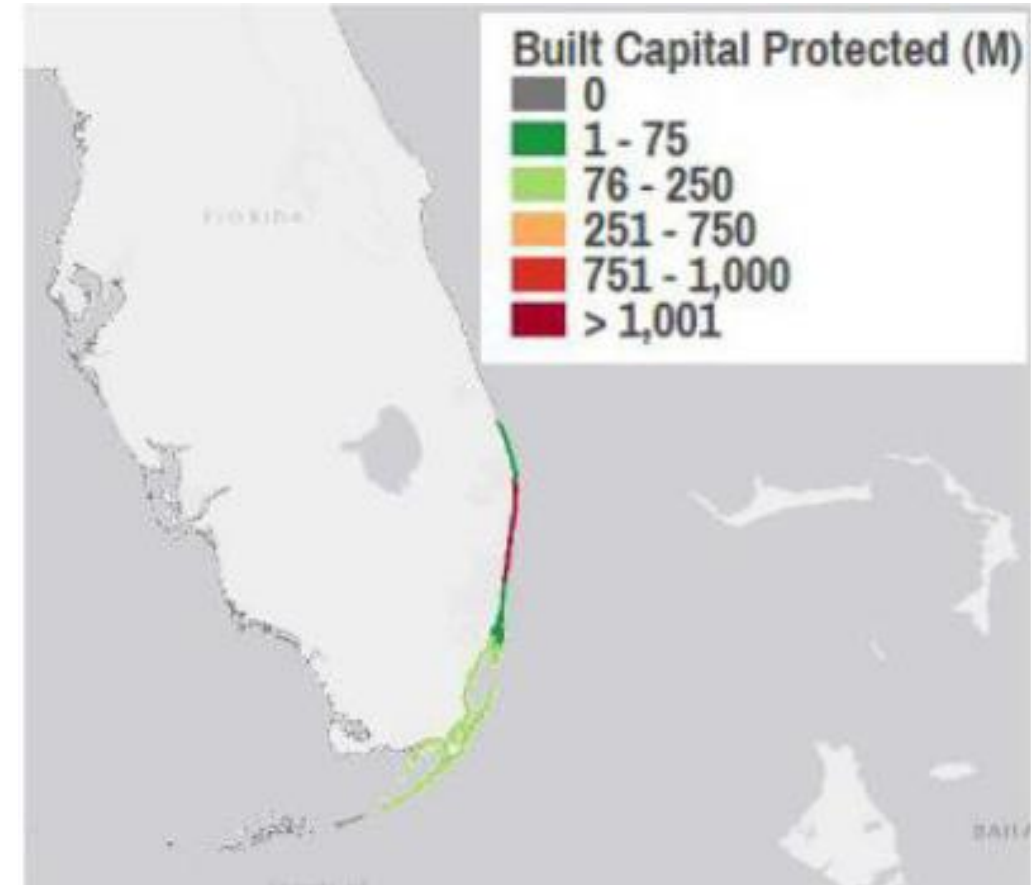 Built Capital Protected (M)
0
1 - 75
76 - 250
251 - 750
751 - 1,000
> 1,001
FLORIDA